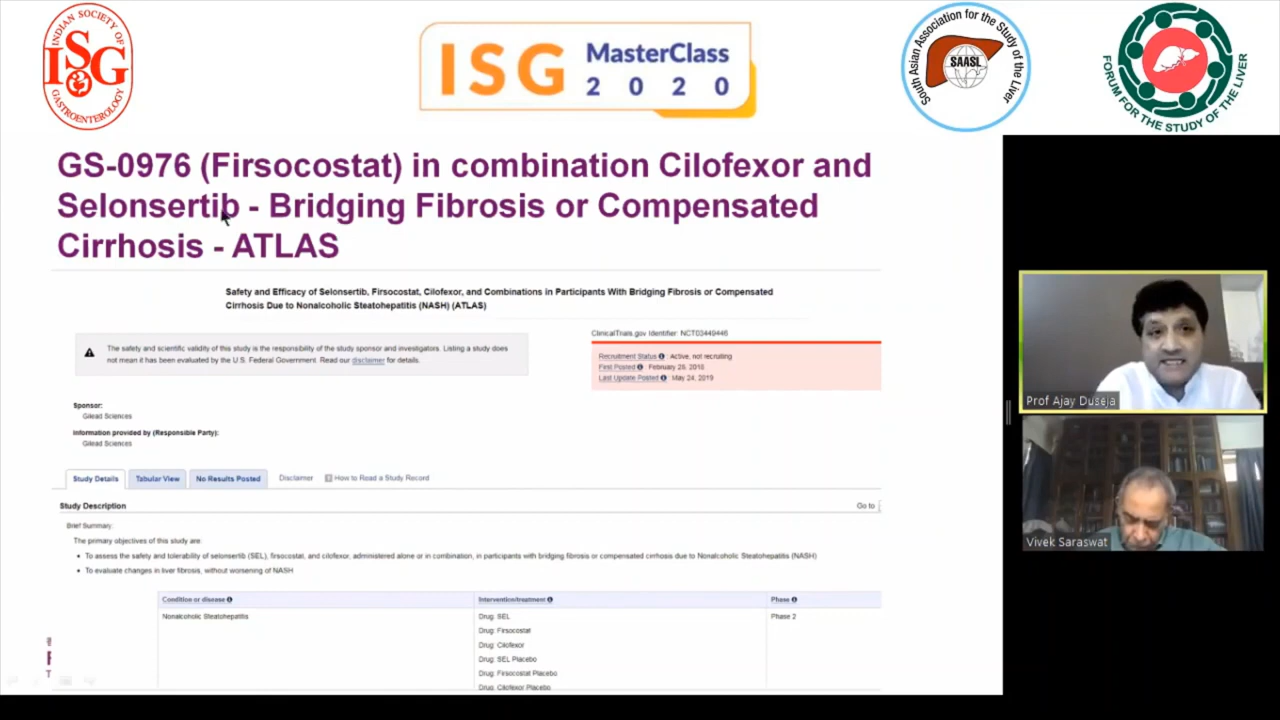 INDIAN SOCIETY OF GASTROENTEROLOGY
ISG
ISG MasterClass
2020
South Asian Association for the Study of the Liver
SAASL
FORUM FOR THE STUDY OF THE LIVER
GS-0976 (Firsocostat) in combination Cilofexor and
Selonsertib - Bridging Fibrosis or Compensated
Cirrhosis - ATLAS
Safety and Efficacy of Selonsertib, Firsocostat, Cilofexor, and Combinations in Participants With Bridging Fibrosis or Compensated
Cirrhosis Due to Nonalcoholic Steatohepatitis (NASH) (ATLAS)
The safety and scientific validity of this study is the responsibility of the study sponsor and investigators. Listing a study does
not mean it has been evaluated by the U.S. Federal Government. Read our disclaimer for details.
ClinicalTrials.gov Identifier: NCT03449446
Recruitment Status : Active, not recruiting
First Posted : February 28, 2018
Last Update Posted : May 24, 2019
Sponsor:
Gilead Sciences
Information provided by (Responsible Party):
Gilead Sciences
Study Details
Tabular View
No Results Posted
Disclaimer
How to Read a Study Record
Study Description
Go to
Brief Summary:
The primary objectives of this study are:
• To assess the safety and tolerability of selonsertib (SEL), firsocostat, and cilofexor, administered alone or in combination, in participants with bridging fibrosis or compensated cirrhosis due to Nonalcoholic Steatohepatitis (NASH)
• To evaluate changes in liver fibrosis, without worsening of NASH
Condition or disease
Intervention/treatment
Phase
Nonalcoholic Steatohepatitis
Drug: SEL
Phase 2
Drug: Firsocostat
Drug: Cilofexor
Drug: SEL Placebo
Drug: Firsocostat Placebo
Drug: Cilofexor Placebo
Prof Ajay Duseja
Vivek Saraswat